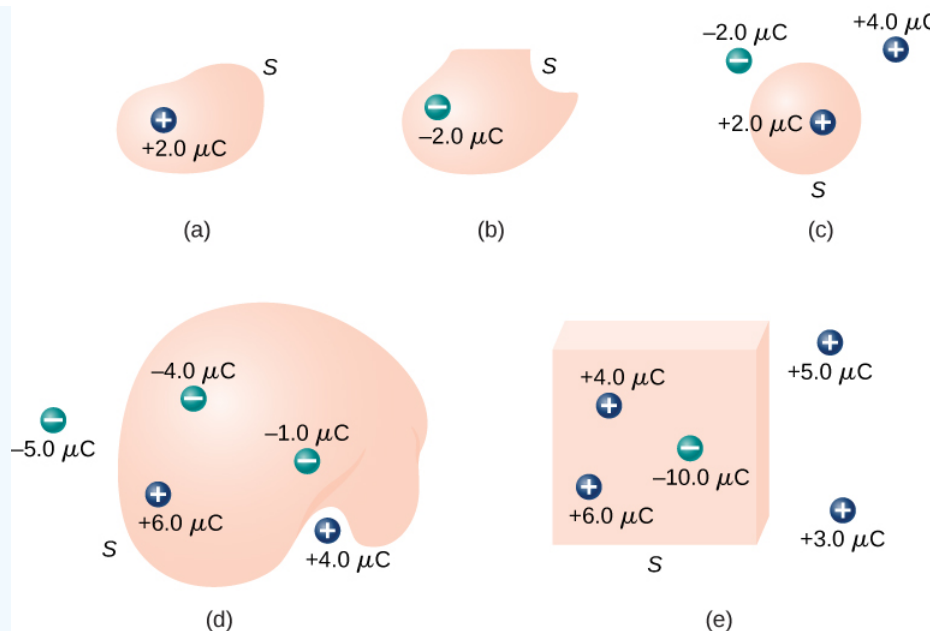 S
+2.0 μC
(a)
S
–2.0 μC
(b)
–2.0 μC
+4.0 μC
+2.0 μC
S
(c)
–4.0 μC
–5.0 μC
–1.0 μC
+6.0 μC
S
+4.0 μC
(d)
+4.0 μC
+5.0 μC
–10.0 μC
+6.0 μC
+3.0 μC
S
(e)